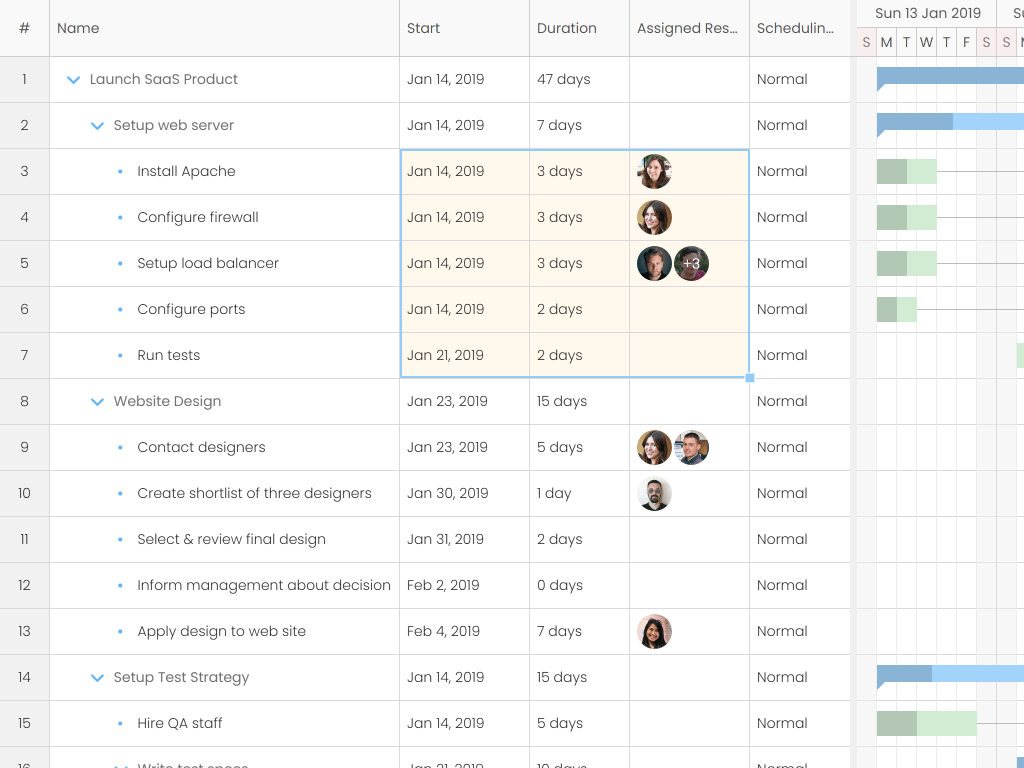 # Name Start Duration Assigned Res... Schedulin... Sun 13 Jan 2019
S M T W T F S S
1 Launch SaaS Product Jan 14, 2019 47 days Normal
2 Setup web server Jan 14, 2019 7 days Normal
3 Install Apache Jan 14, 2019 3 days Normal
4 Configure firewall Jan 14, 2019 3 days Normal
5 Setup load balancer Jan 14, 2019 3 days +3 Normal
6 Configure ports Jan 14, 2019 2 days Normal
7 Run tests Jan 21, 2019 2 days Normal
8 Website Design Jan 23, 2019 15 days Normal
9 Contact designers Jan 23, 2019 5 days Normal
10 Create shortlist of three designers Jan 30, 2019 1 day Normal
11 Select & review final design Jan 31, 2019 2 days Normal
12 Inform management about decision Feb 2, 2019 0 days Normal
13 Apply design to web site Feb 4, 2019 7 days Normal
14 Setup Test Strategy Jan 14, 2019 15 days Normal
15 Hire QA staff Jan 14, 2019 5 days Normal